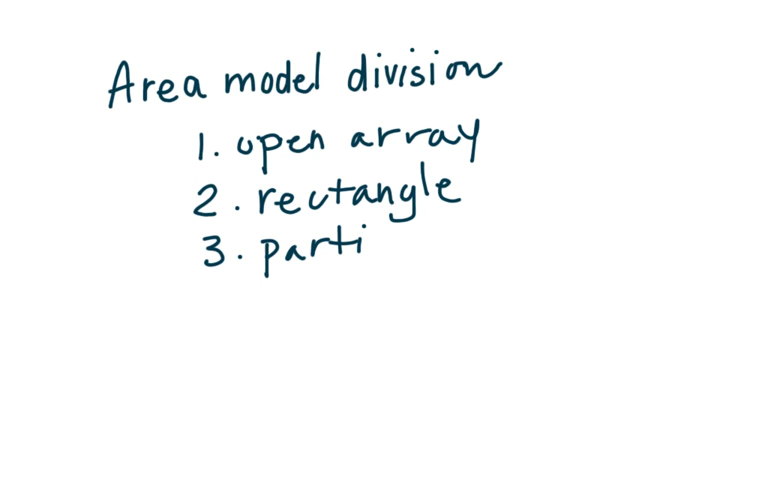 Area model division
1. open array
2. rectangle
3. parti